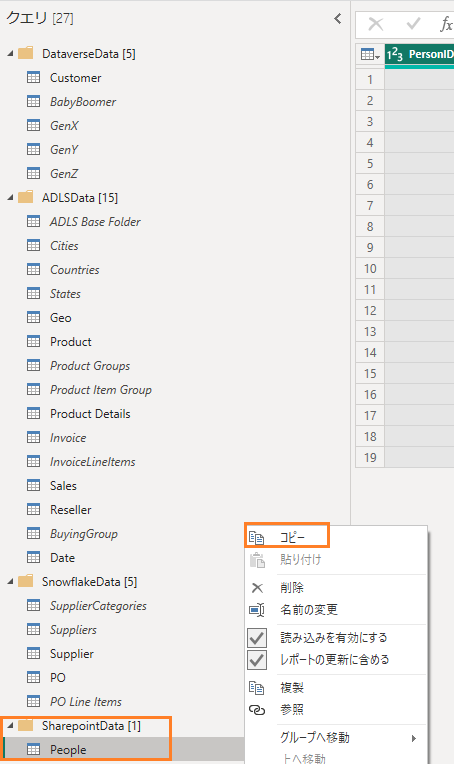 クエリ [27]
DataverseData [5]
Customer
BabyBoomer
GenX
GenY
GenZ
ADLSData [15]
ADLS Base Folder
Cities
Countries
States
Geo
Product
Product Groups
Product Item Group
Product Details
Invoice
InvoiceLineItems
Sales
Reseller
BuyingGroup
Date
SnowflakeData [5]
SupplierCategories
Suppliers
Supplier
PO
PO Line Items
SharepointData [1]
People
fx
1²3 PersonID
1
2
3
4
5
6
7
8
9
10
11
12
13
14
15
16
17
18
19
コピー
貼り付け
削除
名前の変更
読み込みを有効にする
レポートの更新に含める
複製
参照
グループへ移動
上へ移動